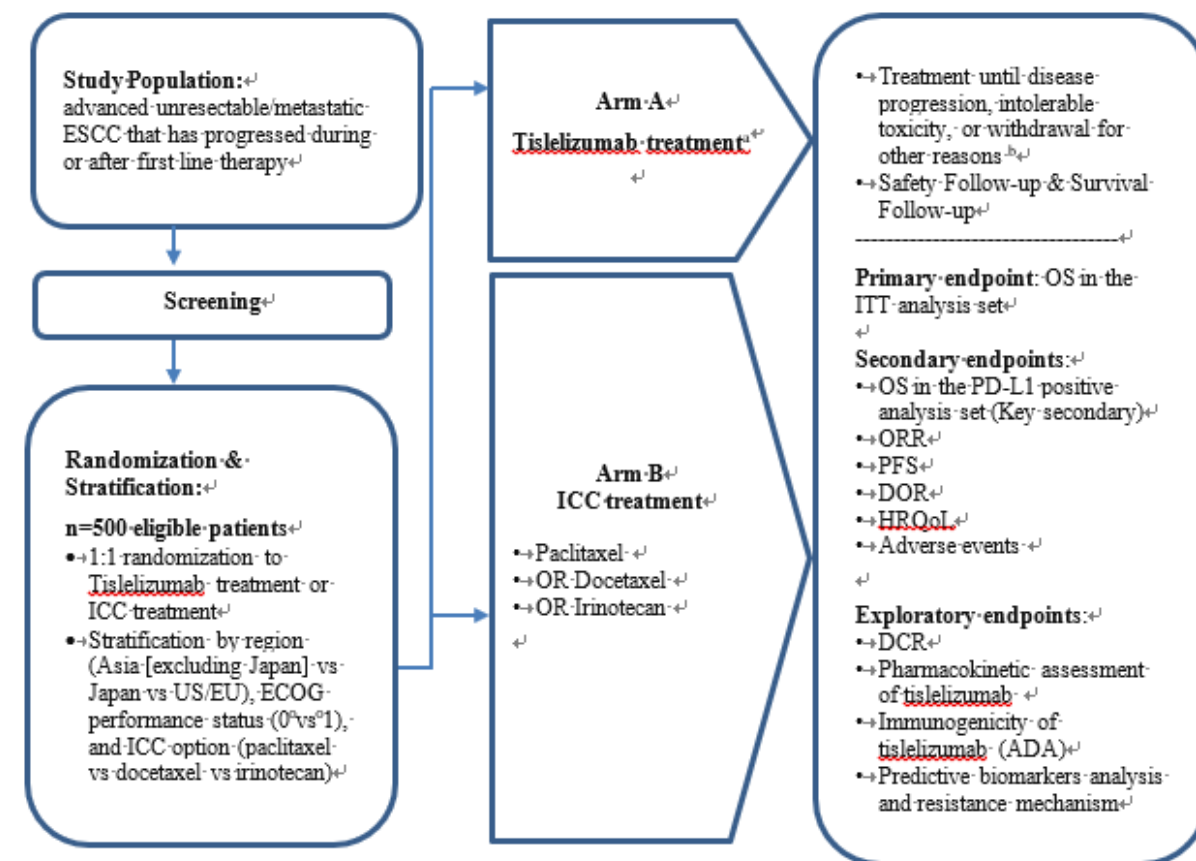 Study Population:
advanced unresectable/metastatic
ESCC that has progressed during
or after first line therapy
Screening
Randomization &
Stratification:
n=500 eligible patients
• 1:1 randomization to
Tislelizumab treatment or
ICC treatment
• Stratification by region
(Asia [excluding Japan] vs
Japan vs US/EU), ECOG
performance status (0°vs°1),
and ICC option (paclitaxel
vs docetaxel vs irinotecan)
Arm A
Tislelizumab treatmentᵃ
Arm B
ICC treatment
• Paclitaxel
• OR Docetaxel
• OR Irinotecan
• Treatment until disease
progression, intolerable
toxicity, or withdrawal for
other reasons ᵇ
• Safety Follow-up & Survival
Follow-up
----------------------------------
Primary endpoint: OS in the
ITT analysis set
Secondary endpoints:
• OS in the PD-L1 positive
analysis set (Key secondary)
• ORR
• PFS
• DOR
• HRQoL
• Adverse events
Exploratory endpoints:
• DCR
• Pharmacokinetic assessment
of tislelizumab
• Immunogenicity of
tislelizumab (ADA)
• Predictive biomarkers analysis
and resistance mechanism